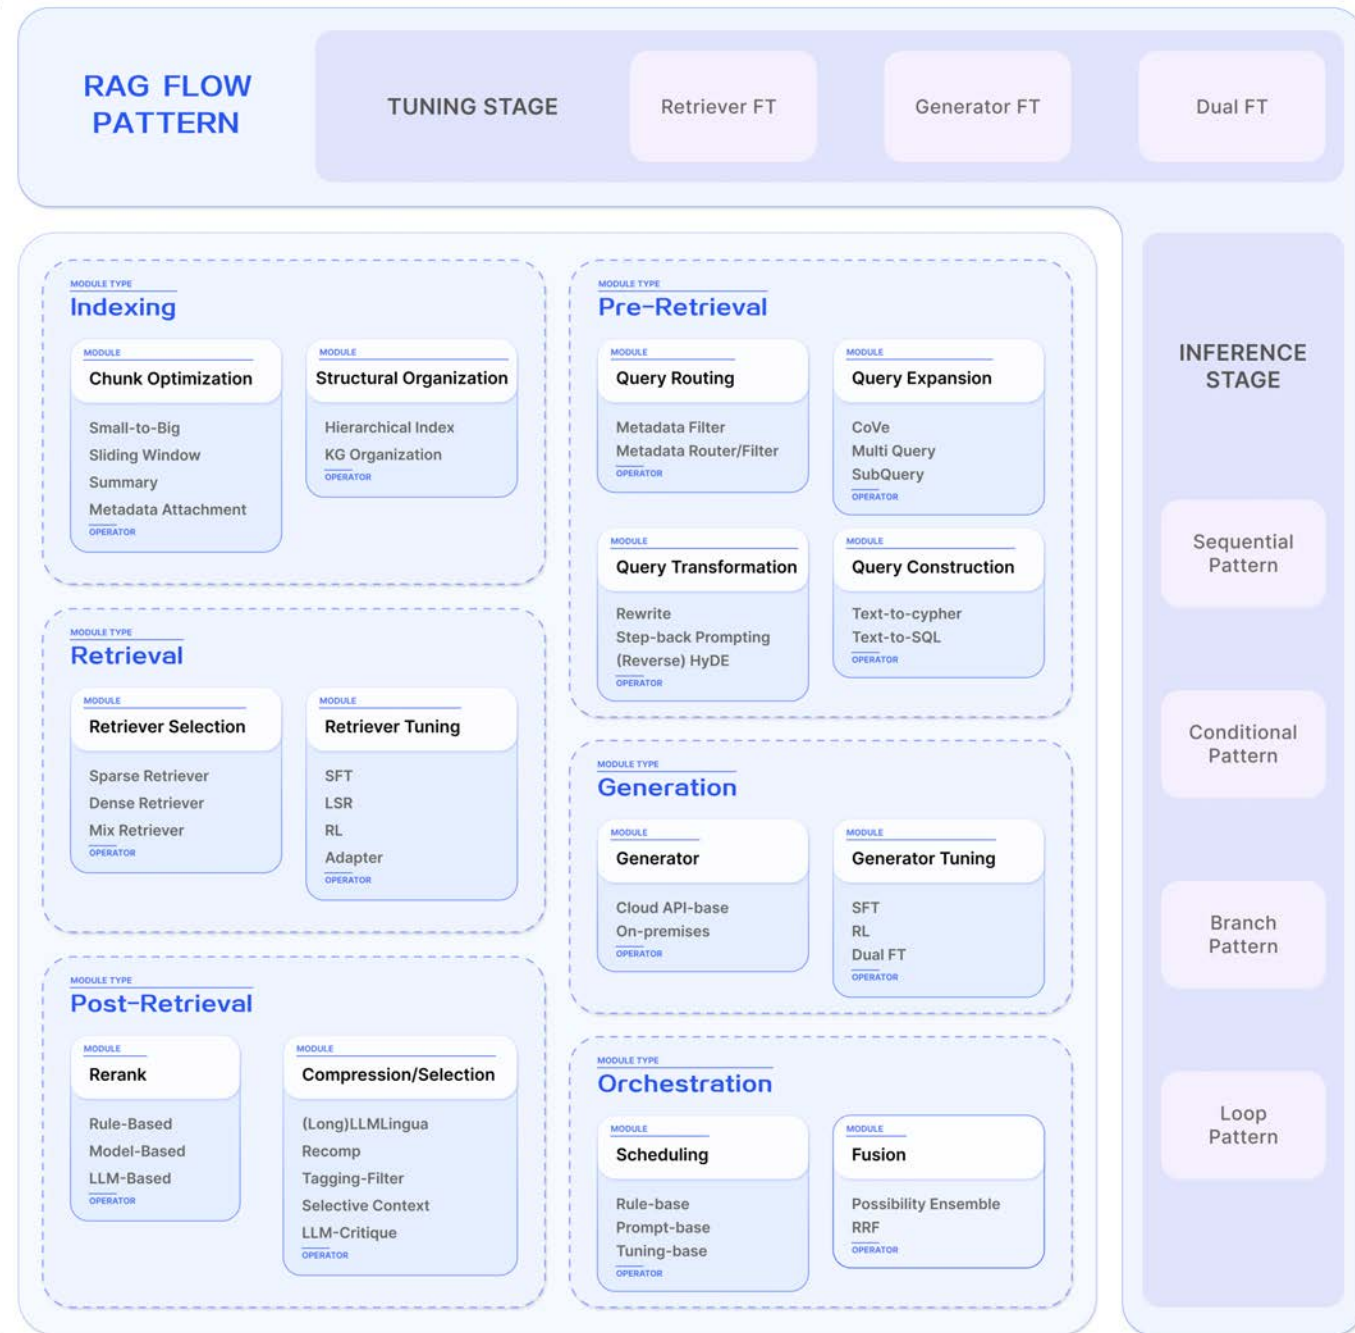 RAG FLOW
PATTERN
TUNING STAGE
Retriever FT
Generator FT
Dual FT
MODULE TYPE
Indexing
MODULE
Chunk Optimization
Small-to-Big
Sliding Window
Summary
Metadata Attachment
OPERATOR
MODULE
Structural Organization
Hierarchical Index
KG Organization
OPERATOR
MODULE TYPE
Pre-Retrieval
MODULE
Query Routing
Metadata Filter
Metadata Router/Filter
OPERATOR
MODULE
Query Expansion
CoVe
Multi Query
SubQuery
OPERATOR
MODULE
Query Transformation
Rewrite
Step-back Prompting
(Reverse) HyDE
OPERATOR
MODULE
Query Construction
Text-to-cypher
Text-to-SQL
OPERATOR
MODULE TYPE
Retrieval
MODULE
Retriever Selection
Sparse Retriever
Dense Retriever
Mix Retriever
OPERATOR
MODULE
Retriever Tuning
SFT
LSR
RL
Adapter
OPERATOR
MODULE TYPE
Generation
MODULE
Generator
Cloud API-base
On-premises
OPERATOR
MODULE
Generator Tuning
SFT
RL
Dual FT
OPERATOR
MODULE TYPE
Post-Retrieval
MODULE
Rerank
Rule-Based
Model-Based
LLM-Based
OPERATOR
MODULE
Compression/Selection
(Long)LLMLingua
Recomp
Tagging-Filter
Selective Context
LLM-Critique
OPERATOR
MODULE TYPE
Orchestration
MODULE
Scheduling
Rule-base
Prompt-base
Tuning-base
OPERATOR
MODULE
Fusion
Possibility Ensemble
RRF
OPERATOR
INFERENCE
STAGE
Sequential
Pattern
Conditional
Pattern
Branch
Pattern
Loop
Pattern